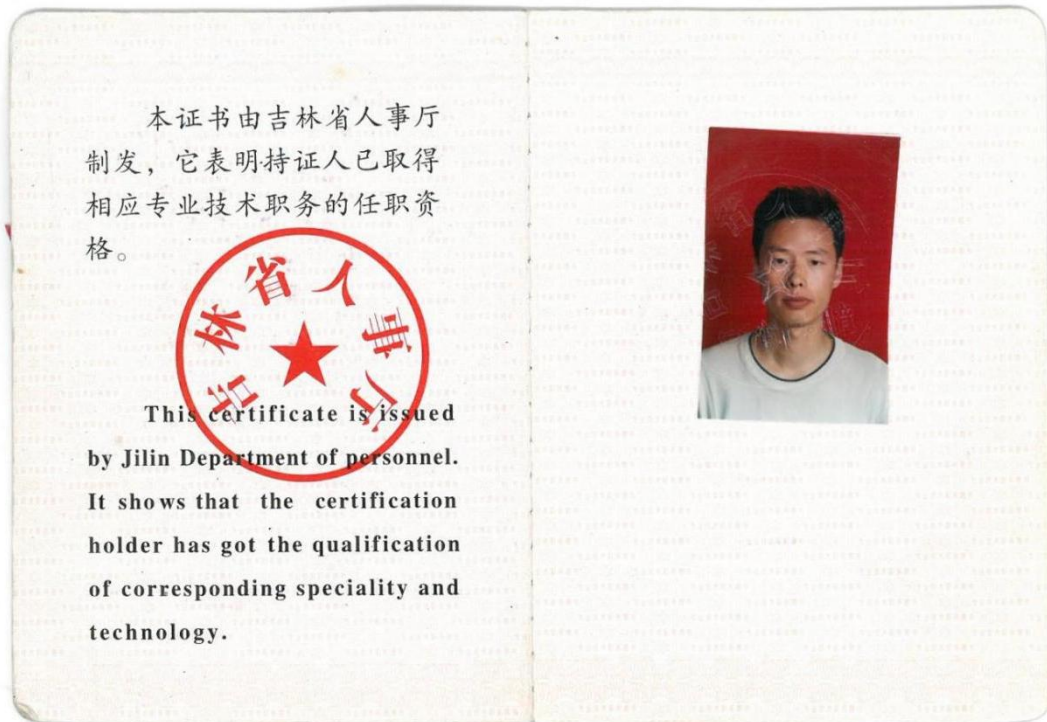 本证书由吉林省人事厅
制发，它表明持证人已取得
相应专业技术职务的任职资
格。
吉林省人事厅
This certificate is issued
by Jilin Department of personnel.
It shows that the certification
holder has got the qualification
of corresponding speciality and
technology.